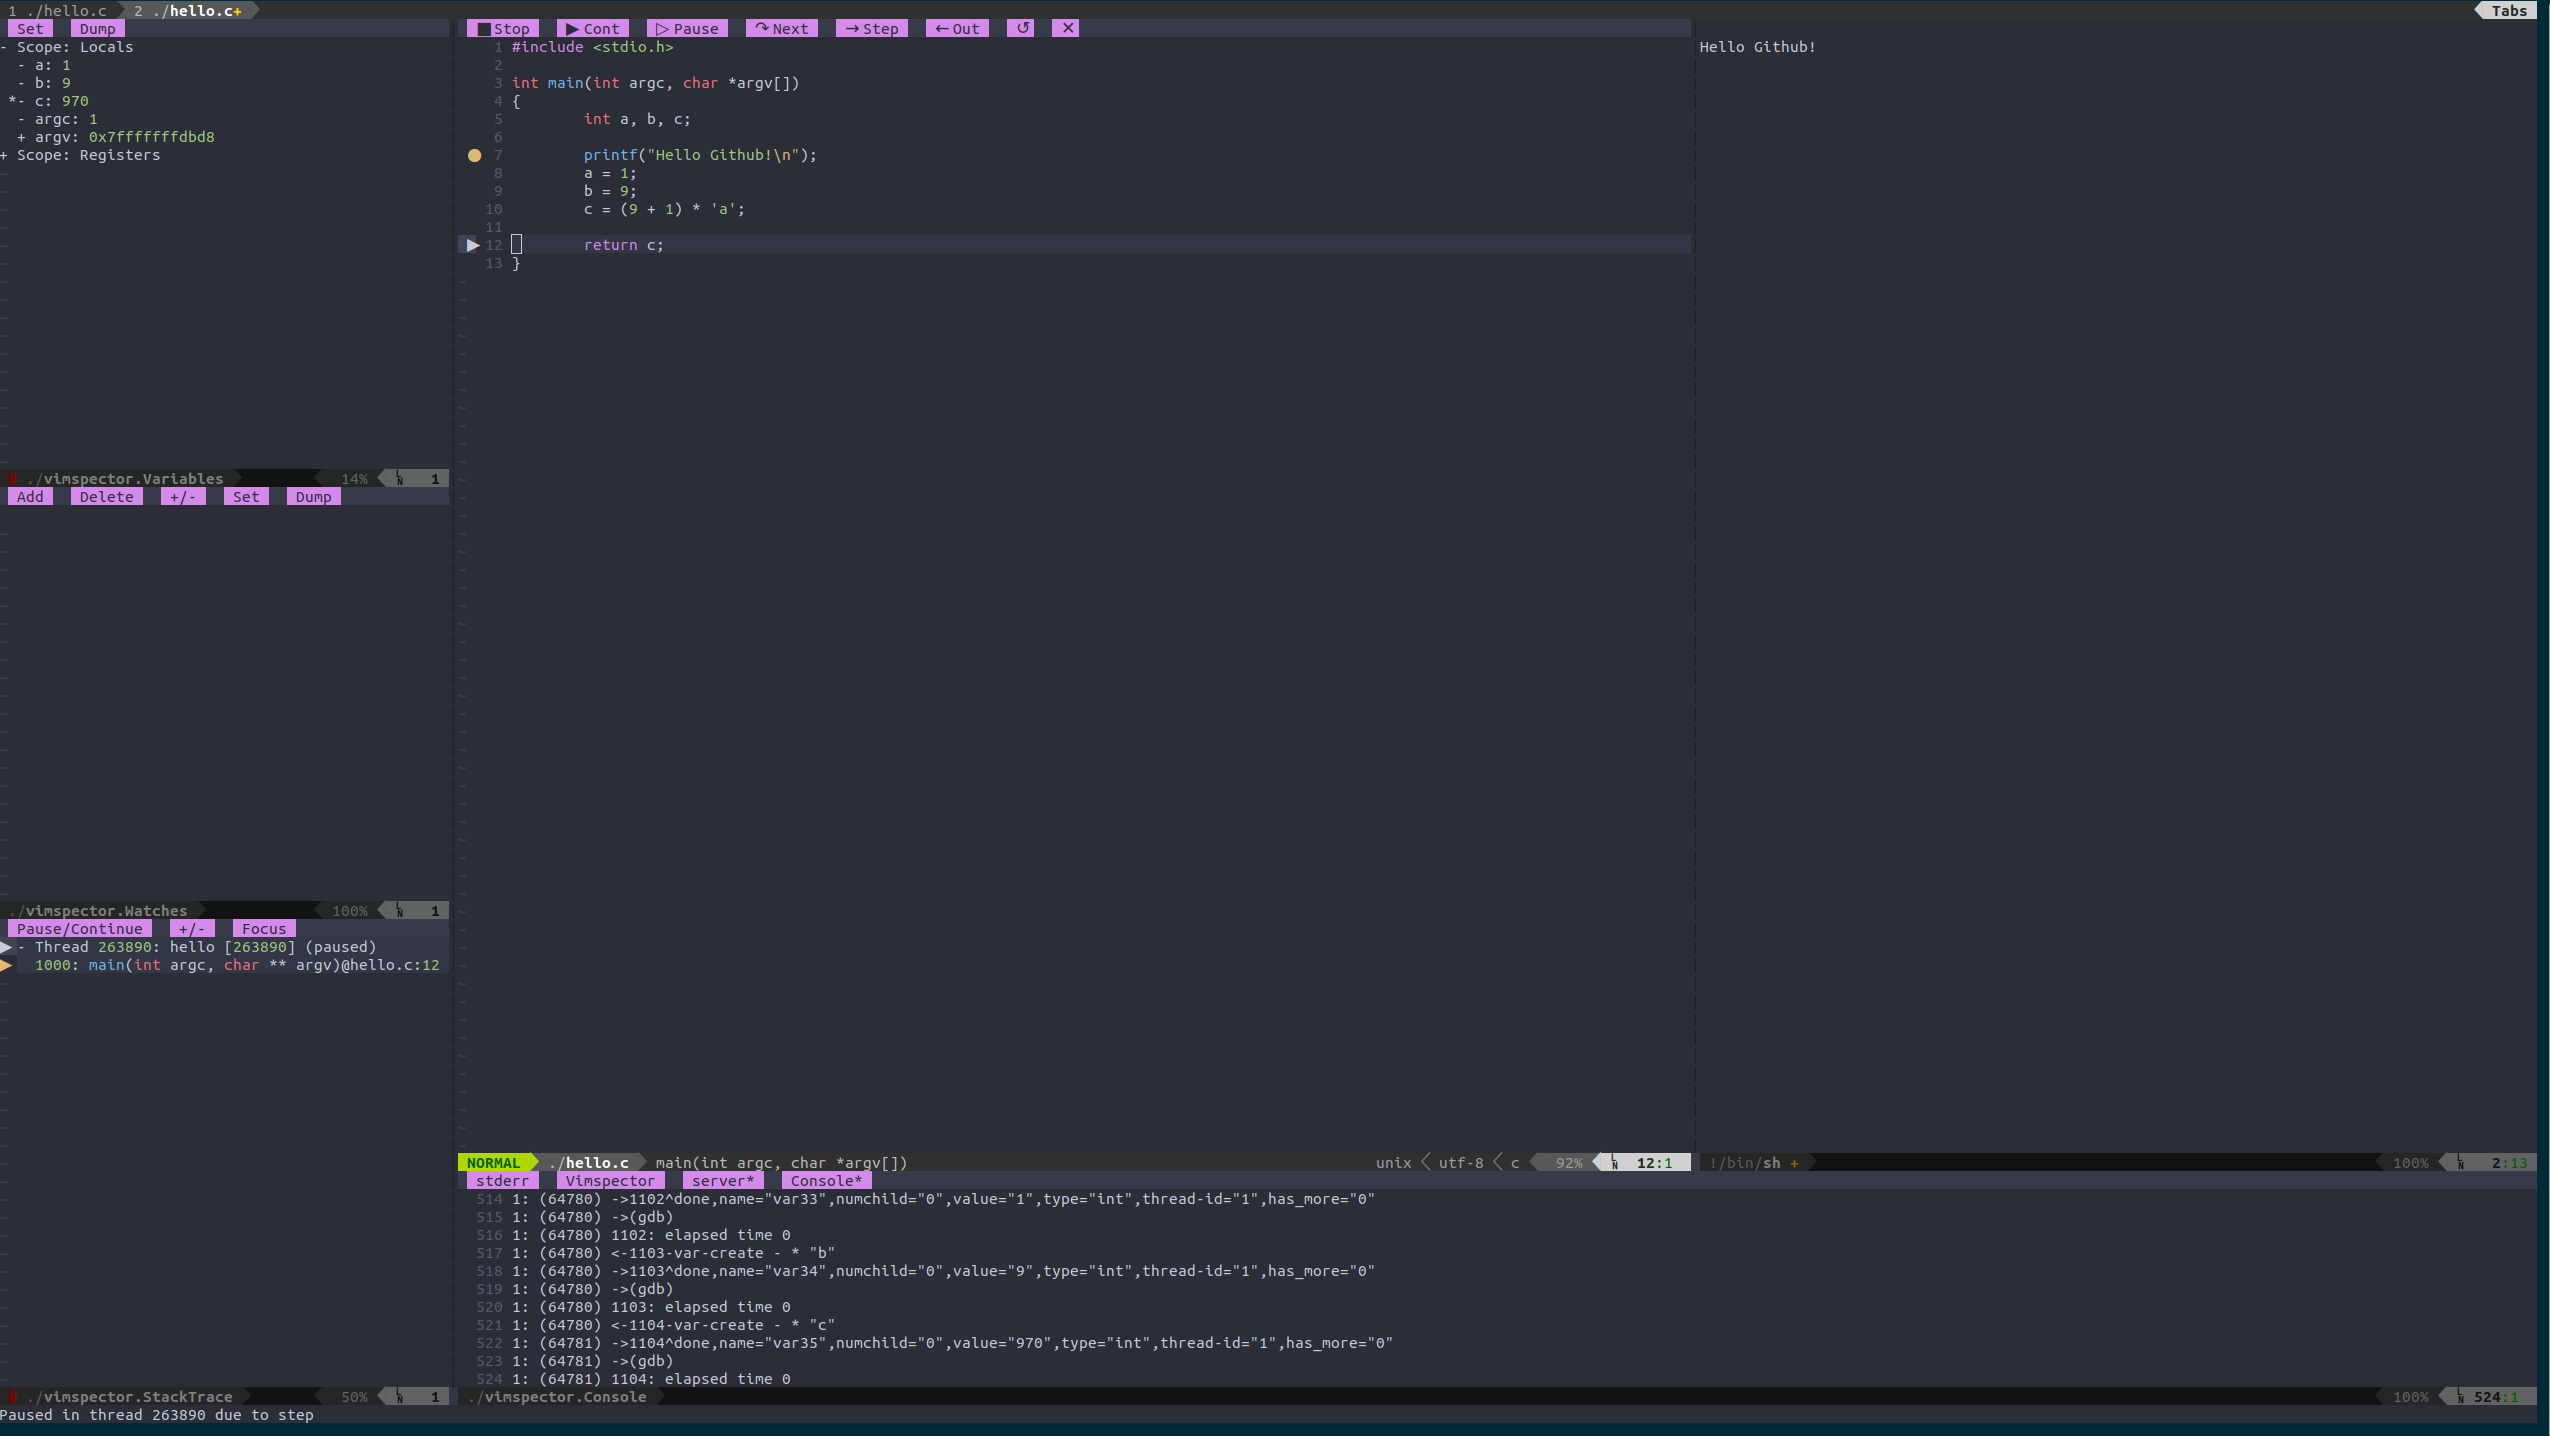 1 ./hello.c 2 ./hello.c+ Tabs
Set Dump
- Scope: Locals
- a: 1
- b: 9
*- c: 970
- argc: 1
+ argv: 0x7fffffffdbd8
+ Scope: Registers
./vimspector.Variables 14% LN 1
Add Delete +/- Set Dump
./vimspector.Watches 100% LN 1
Pause/Continue +/- Focus
▶- Thread 263890: hello [263890] (paused)
▶ 1000: main(int argc, char ** argv)@hello.c:12
./vimspector.StackTrace 50% LN 1
■Stop ▶Cont ▷Pause ↷Next →Step ←Out ↺ ✕
1 #include <stdio.h>
2
3 int main(int argc, char *argv[])
4 {
5 int a, b, c;
6
● 7 printf("Hello Github!\n");
8 a = 1;
9 b = 9;
10 c = (9 + 1) * 'a';
11
▶ 12 return c;
13 }
NORMAL ./hello.c main(int argc, char *argv[]) unix utf-8 c 92% LN 12:1
Hello Github!
!/bin/sh + 100% LN 2:13
stderr Vimspector server* Console*
514 1: (64780) ->1102^done,name="var33",numchild="0",value="1",type="int",thread-id="1",has_more="0"
515 1: (64780) ->(gdb)
516 1: (64780) 1102: elapsed time 0
517 1: (64780) <-1103-var-create - * "b"
518 1: (64780) ->1103^done,name="var34",numchild="0",value="9",type="int",thread-id="1",has_more="0"
519 1: (64780) ->(gdb)
520 1: (64780) 1103: elapsed time 0
521 1: (64780) <-1104-var-create - * "c"
522 1: (64781) ->1104^done,name="var35",numchild="0",value="970",type="int",thread-id="1",has_more="0"
523 1: (64781) ->(gdb)
524 1: (64781) 1104: elapsed time 0
./vimspector.Console 100% LN 524:1
Paused in thread 263890 due to step